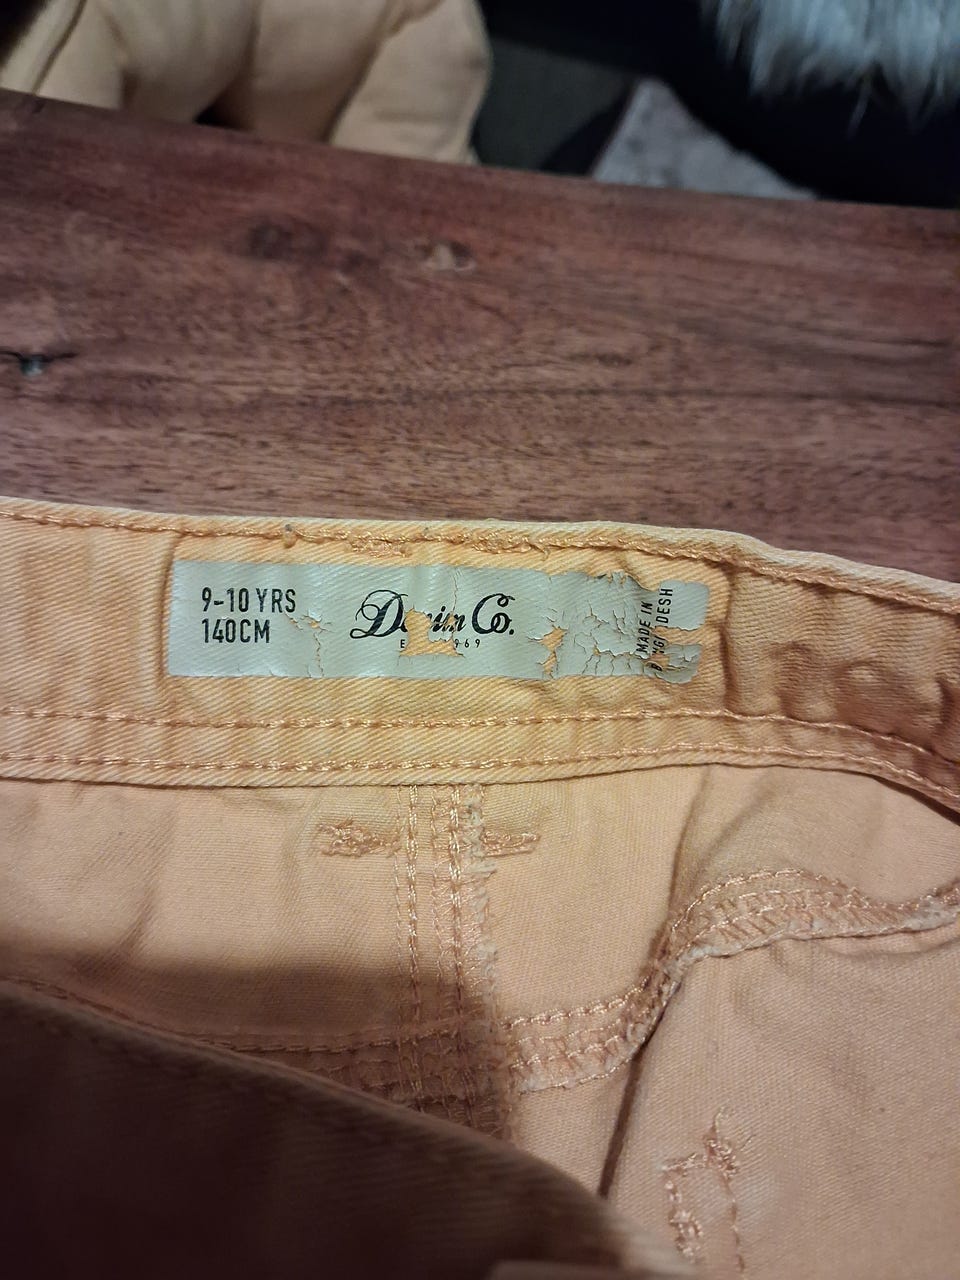 9-10 YRS
140CM
Denim Co.
MADE IN